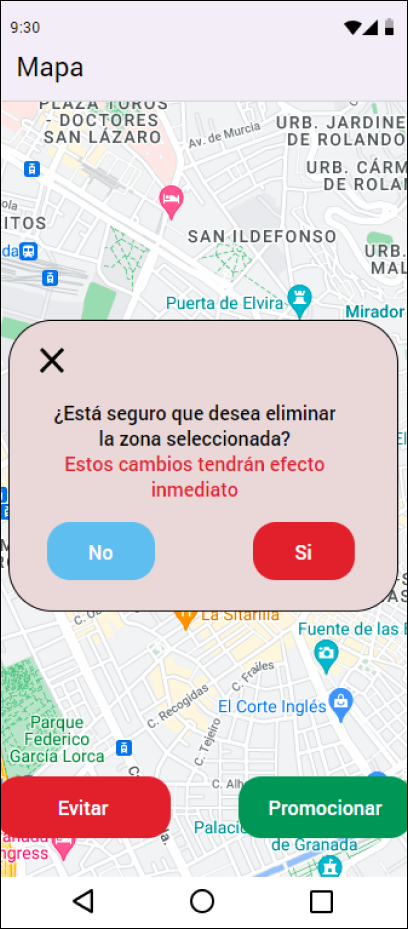 9:30
Mapa
PLAZA TOROS
- DOCTORES
SAN LÁZARO
Av. de Murcia
URB. JARDINE
DE ROLANDO
URB. CÁRM
DE ROLAN
SAN ILDEFONSO
URB.
MAL
Puerta de Elvira
Mirador
¿Está seguro que desea eliminar
la zona seleccionada?
Estos cambios tendrán efecto
inmediato
No
Si
La Sitarilla
Fuente de las B
C. Frailes
C. Recogidas
El Corte Inglés
C. Tejeiro
Parque
Federico
García Lorca
C. Alh
Evitar
Promocionar
Palacio
de Granada
ngress